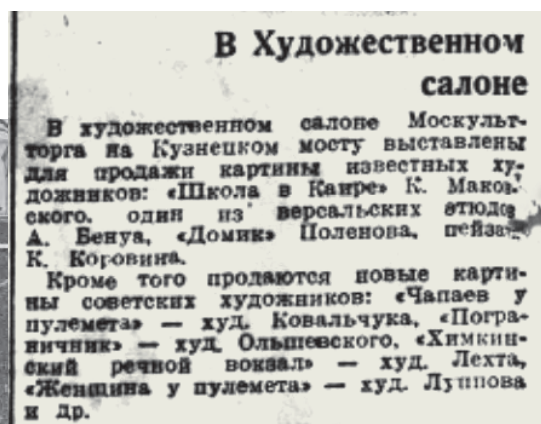 В Художественном
салоне
В художественном салоне Москульт-
торга на Кузнецком мосту выставлены
для продажи картины известных ху-
дожников: «Школа в Каире» К. Маков-
ского, один из версальских этюдов
А. Бенуа, «Домик» Поленова, пейзаж
К. Коровина.
Кроме того продаются новые карти-
ны советских художников: «Чапаев у
пулемета» — худ. Ковальчука, «Погра-
ничник» — худ. Ольшевского, «Химкин-
ский речной вокзал» — худ. Лехта,
«Женщина у пулемета» — худ. Луппова
и др.